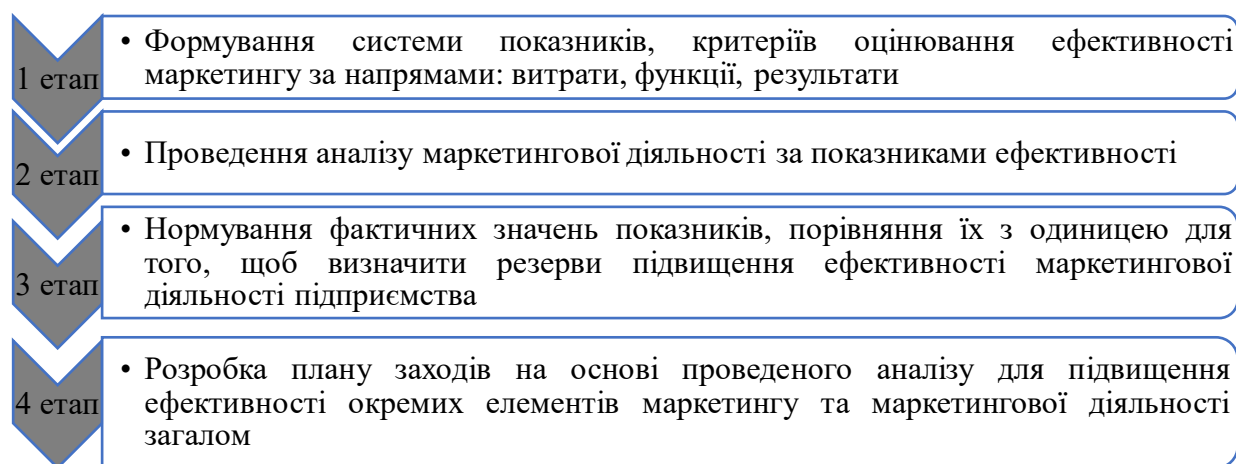 1 етап
• Формування системи показників, критеріїв оцінювання ефективності
маркетингу за напрямами: витрати, функції, результати
2 етап
• Проведення аналізу маркетингової діяльності за показниками ефективності
3 етап
• Нормування фактичних значень показників, порівняння їх з одиницею для
того, щоб визначити резерви підвищення ефективності маркетингової
діяльності підприємства
4 етап
• Розробка плану заходів на основі проведеного аналізу для підвищення
ефективності окремих елементів маркетингу та маркетингової діяльності
загалом